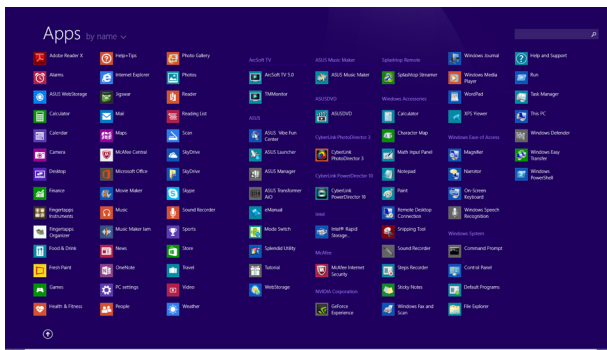 Apps by name
Adobe Reader X
Alarms
ASUS WebStorage
Calculator
Calendar
Camera
Desktop
Finance
Fingertapps
Instruments
Fingertapps
Organizer
Food & Drink
Fresh Paint
Games
Health & Fitness
Help+Tips
Internet Explorer
Jigswar
Mail
Maps
McAfee Central
Microsoft Office
Movie Maker
Music
Music Maker Jam
News
OneNote
PC settings
People
Photo Gallery
Photos
Reader
Reading List
Scan
SkyDrive
SkyDrive
Skype
Sound Recorder
Sports
Store
Travel
Video
Weather
ArcSoft TV
ArcSoft TV 5.0
TMMonitor
ASUS
ASUS Vibe Fun
Center
ASUS Launcher
ASUS Manager
ASUS Transformer
AiO
eManual
Mode Switch
Splendid Utility
Tutorial
WebStorage
ASUS Music Maker
ASUS Music Maker
ASUSDVD
ASUSDVD
CyberLink PhotoDirector 3
CyberLink
PhotoDirector 3
CyberLink PowerDirector 10
CyberLink
PowerDirector 10
Intel
Intel® Rapid
Storage...
McAfee
McAfee Internet
Security
NVIDIA Corporation
GeForce
Experience
Splashtop Remote
Splashtop Streamer
Windows Accessories
Calculator
Character Map
Math Input Panel
Notepad
Paint
Remote Desktop
Connection
Snipping Tool
Sound Recorder
Steps Recorder
Sticky Notes
Windows Fax and
Scan
Windows Journal
Windows Media
Player
WordPad
XPS Viewer
Windows Ease of Access
Magnifier
Narrator
On-Screen
Keyboard
Windows Speech
Recognition
Windows System
Command Prompt
Control Panel
Default Programs
File Explorer
Help and Support
Run
Task Manager
This PC
Windows Defender
Windows Easy
Transfer
Windows
PowerShell